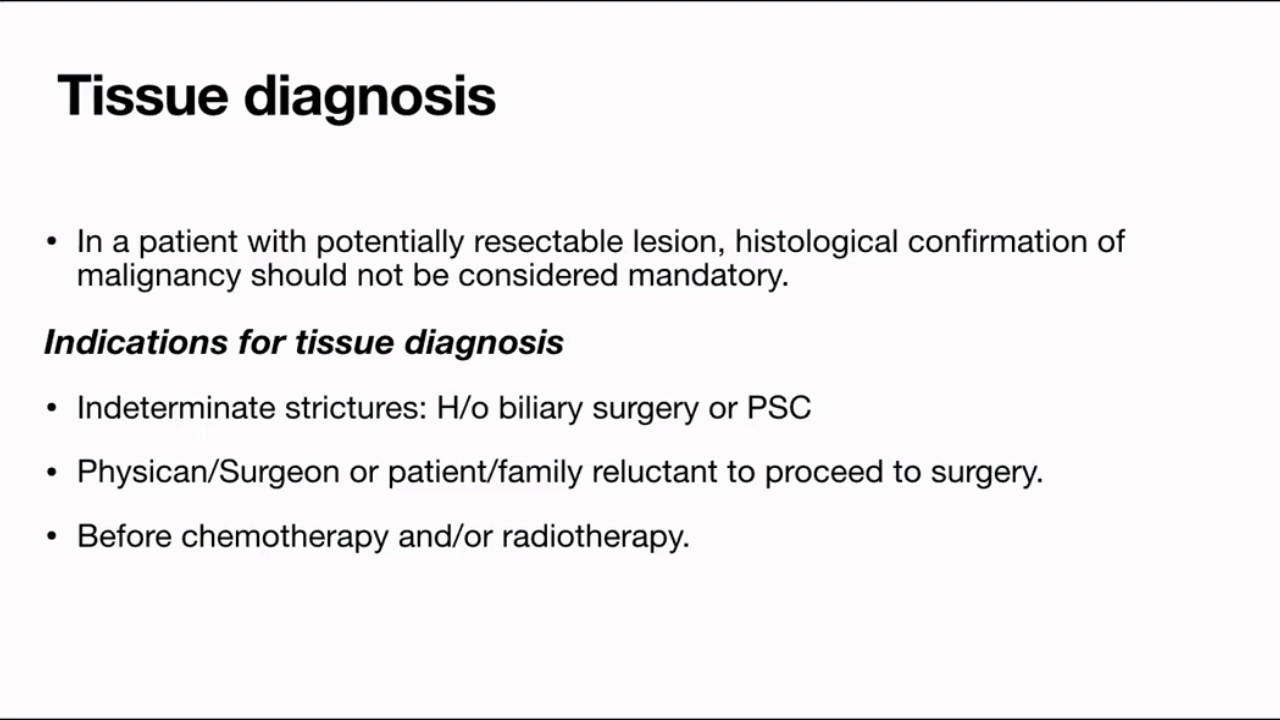 Tissue diagnosis
• In a patient with potentially resectable lesion, histological confirmation of
malignancy should not be considered mandatory.
Indications for tissue diagnosis
• Indeterminate strictures: H/o biliary surgery or PSC
• Physican/Surgeon or patient/family reluctant to proceed to surgery.
• Before chemotherapy and/or radiotherapy.